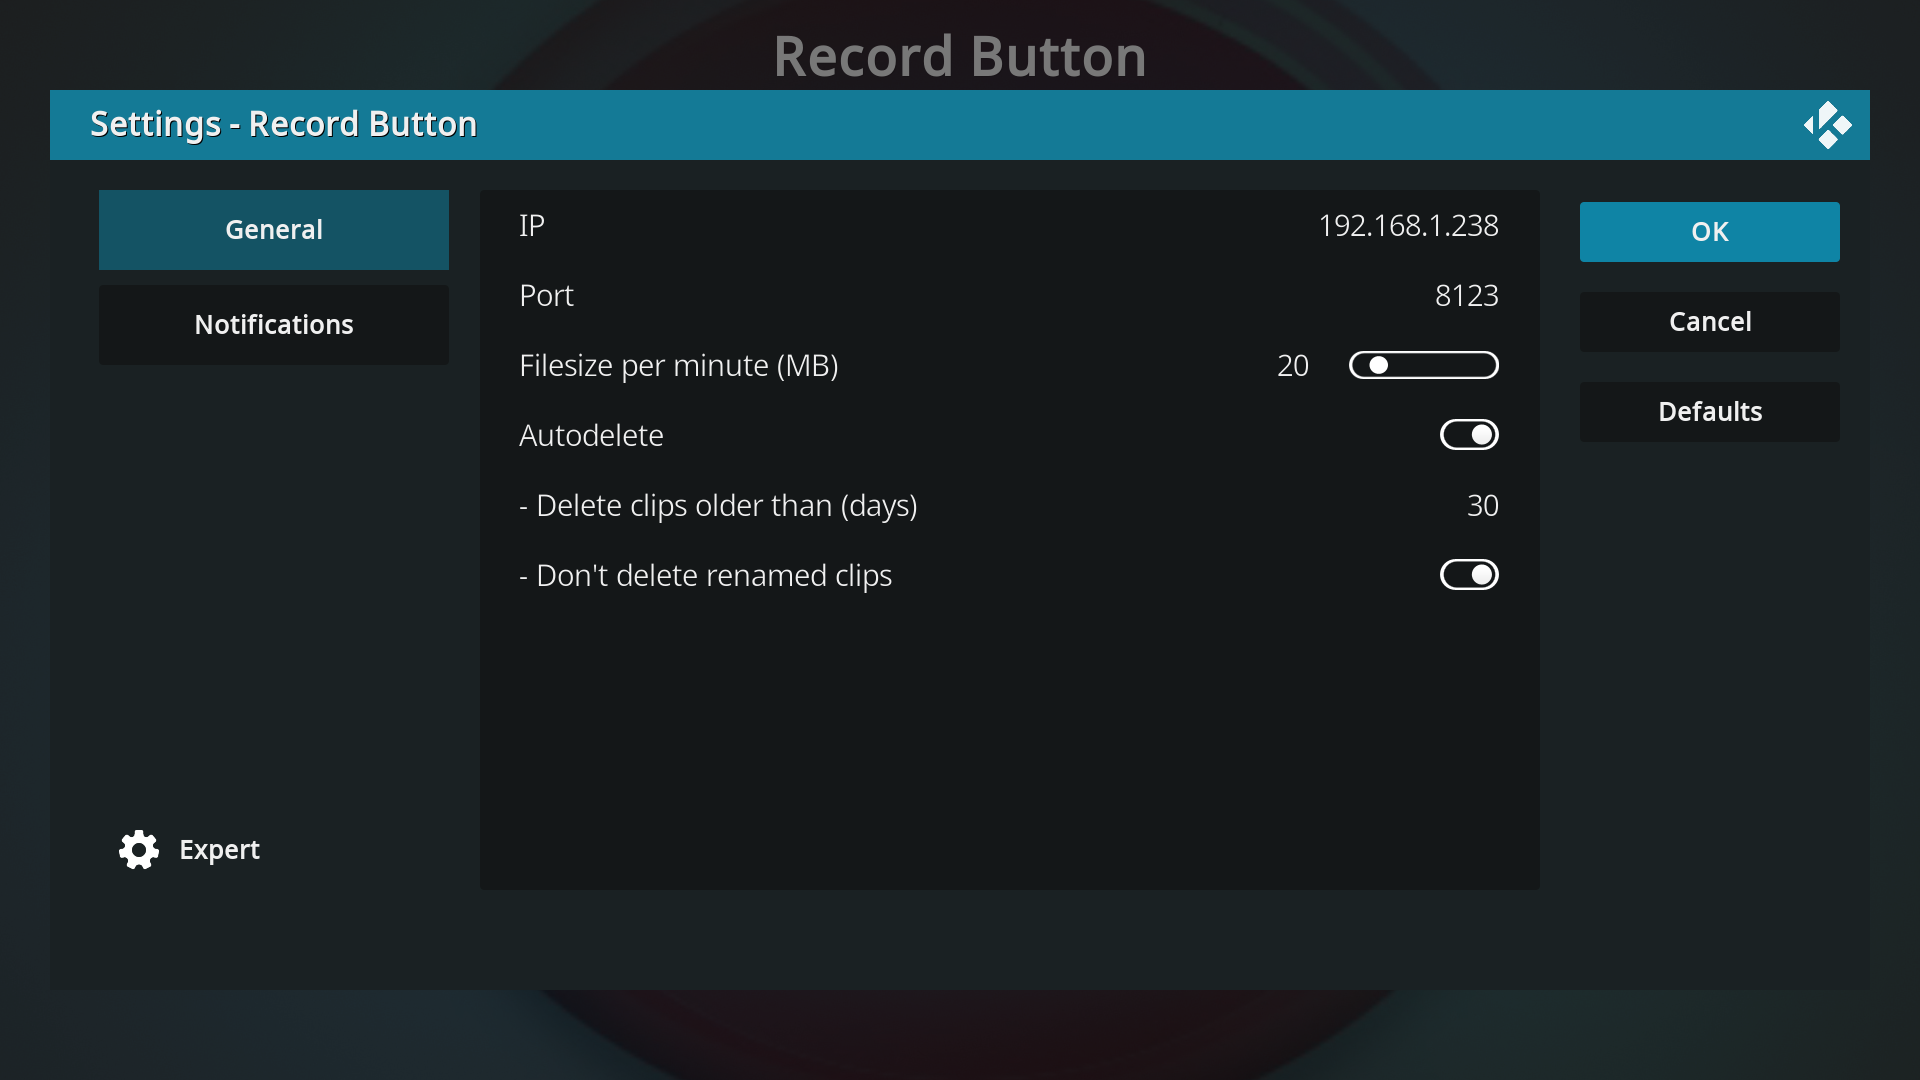 Record Button
Settings - Record Button
General
Notifications
Expert
IP 192.168.1.238
Port 8123
Filesize per minute (MB) 20
Autodelete
- Delete clips older than (days) 30
- Don't delete renamed clips
OK
Cancel
Defaults